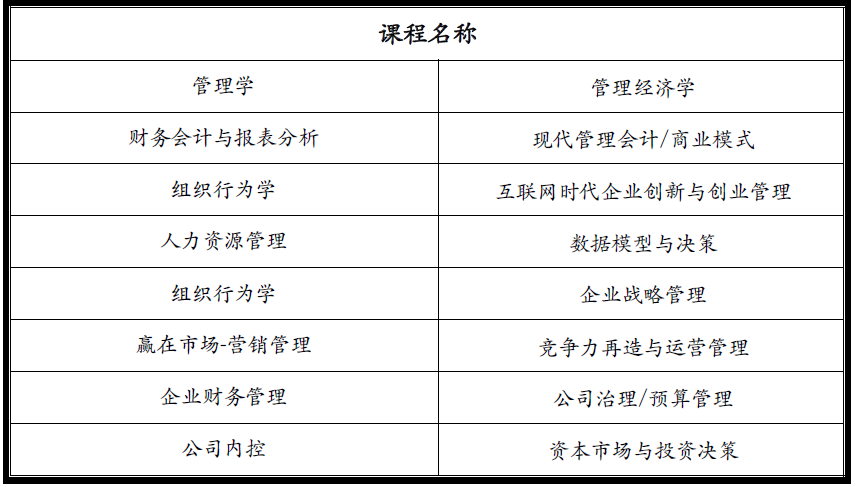 课程名称
管理学
管理经济学
财务会计与报表分析
现代管理会计/商业模式
组织行为学
互联网时代企业创新与创业管理
人力资源管理
数据模型与决策
组织行为学
企业战略管理
赢在市场-营销管理
竞争力再造与运营管理
企业财务管理
公司治理/预算管理
公司内控
资本市场与投资决策